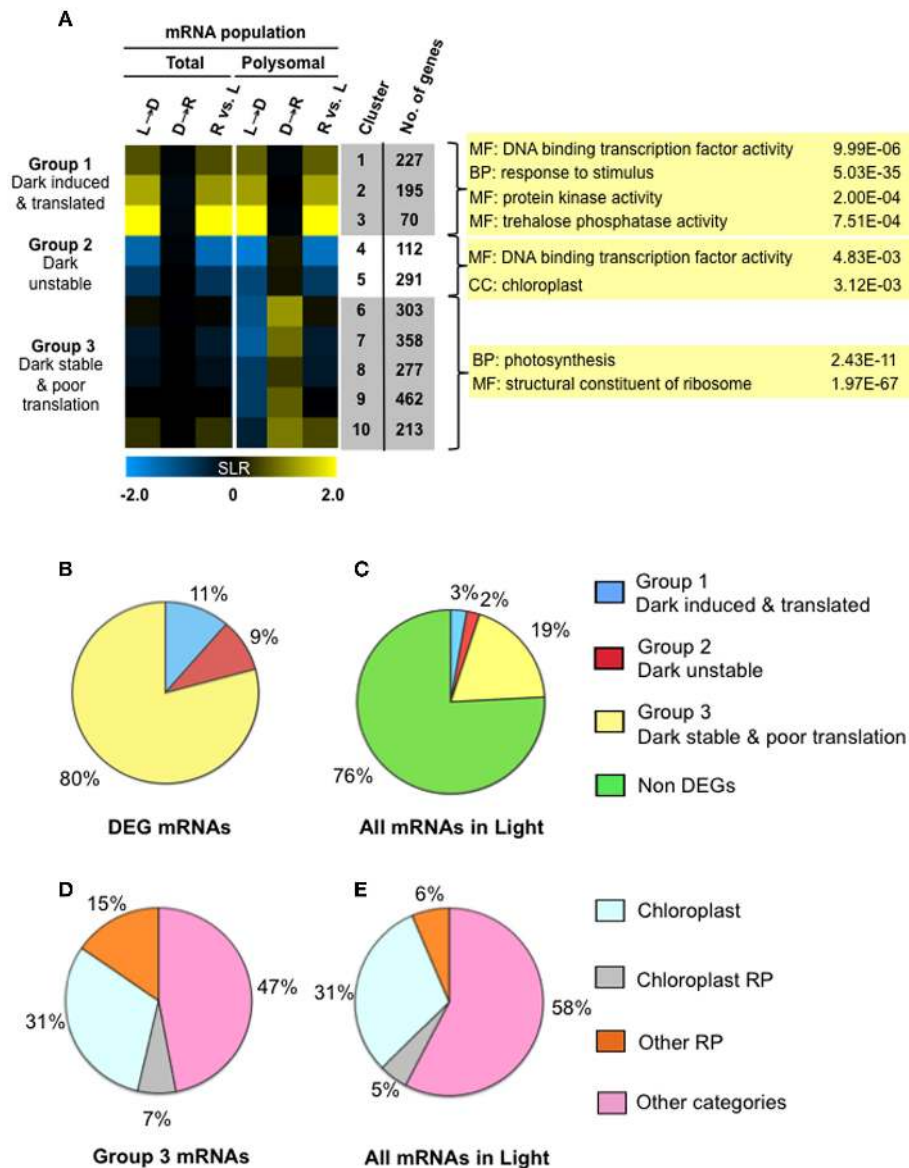 A
mRNA population
Total Polysomal
L→D D→R R vs. L L→D D→R R vs. L Cluster No. of genes
Group 1
Dark induced
& translated
Group 2
Dark
unstable
Group 3
Dark stable
& poor
translation
1 227
2 195
3 70
4 112
5 291
6 303
7 358
8 277
9 462
10 213
MF: DNA binding transcription factor activity 9.99E-06
BP: response to stimulus 5.03E-35
MF: protein kinase activity 2.00E-04
MF: trehalose phosphatase activity 7.51E-04
MF: DNA binding transcription factor activity 4.83E-03
CC: chloroplast 3.12E-03
BP: photosynthesis 2.43E-11
MF: structural constituent of ribosome 1.97E-67
SLR
-2.0 0 2.0
B
11%
9%
80%
DEG mRNAs
C
3%
2%
19%
76%
All mRNAs in Light
Group 1
Dark induced & translated
Group 2
Dark unstable
Group 3
Dark stable & poor translation
Non DEGs
D
15%
47%
31%
7%
Group 3 mRNAs
E
6%
31%
58%
5%
All mRNAs in Light
Chloroplast
Chloroplast RP
Other RP
Other categories